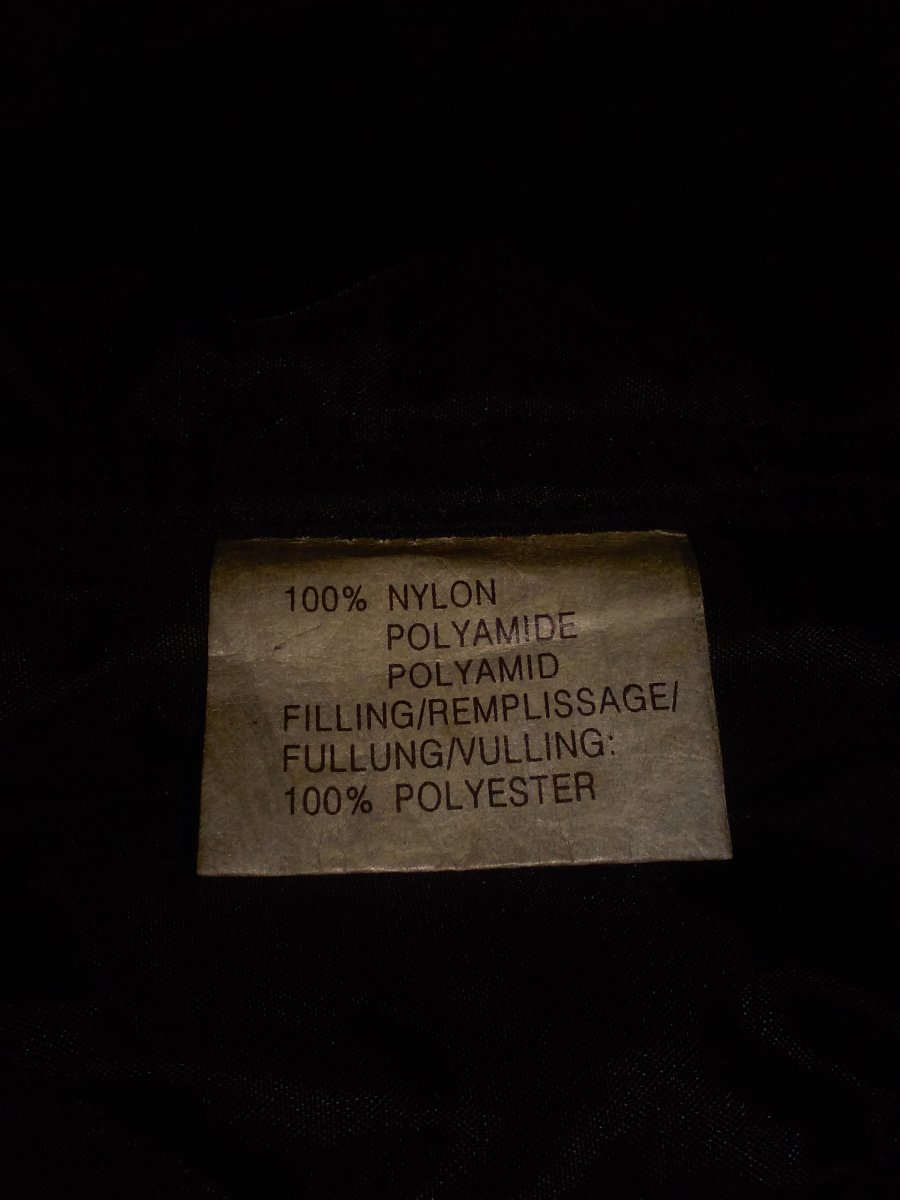 100% NYLON
POLYAMIDE
POLYAMID
FILLING/REMPLISSAGE/
FULLUNG/VULLING:
100% POLYESTER